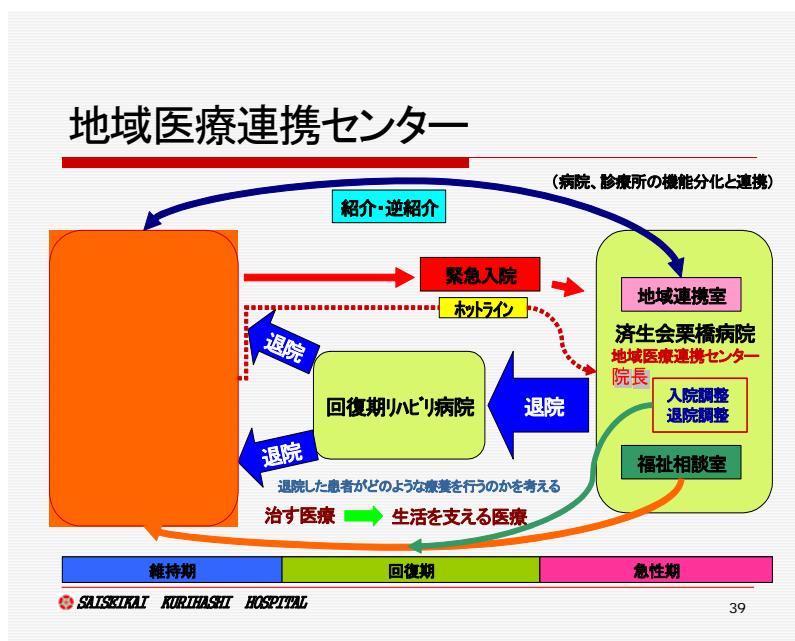 地域医療連携センター
(病院、診療所の機能分化と連携)
紹介・逆紹介
緊急入院
ホットライン
地域連携室
済生会栗橋病院
地域医療連携センター
院長
入院調整
退院調整
福祉相談室
退院
回復期リハビリ病院
退院
退院
退院した患者がどのような療養を行うのかを考える
治す医療
生活を支える医療
維持期
回復期
急性期
SAISEIKAI KURIHASHI HOSPITAL
39